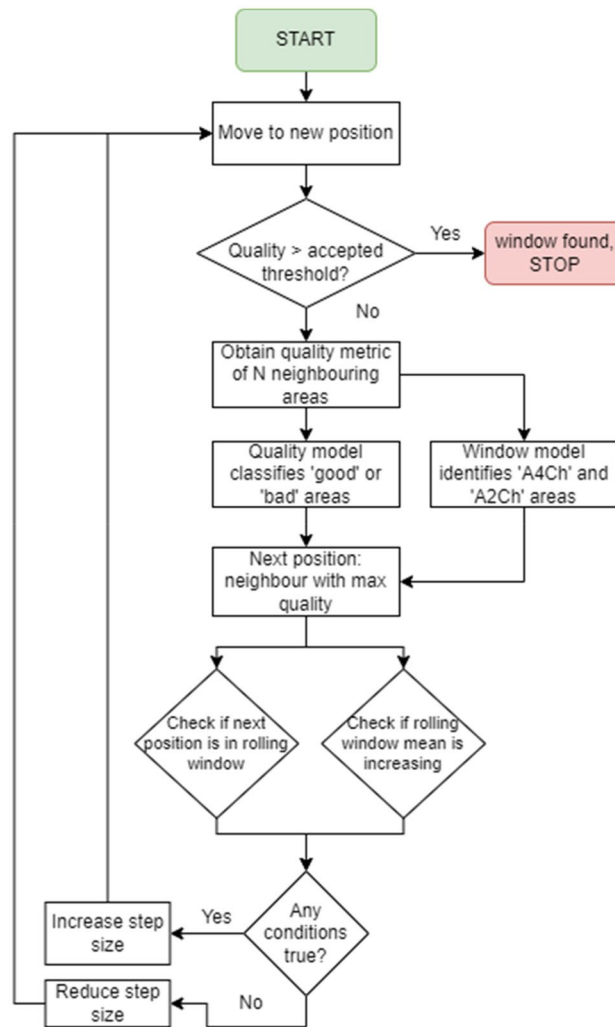 START
Move to new position
Quality > accepted
threshold?
Yes
window found,
STOP
No
Obtain quality metric
of N neighbouring
areas
Quality model
classifies 'good' or
'bad' areas
Window model
identifies 'A4Ch' and
'A2Ch' areas
Next position:
neighbour with max
quality
Check if next
position is in rolling
window
Check if rolling
window mean is
increasing
Any
conditions
true?
Yes
Increase step
size
No
Reduce step
size